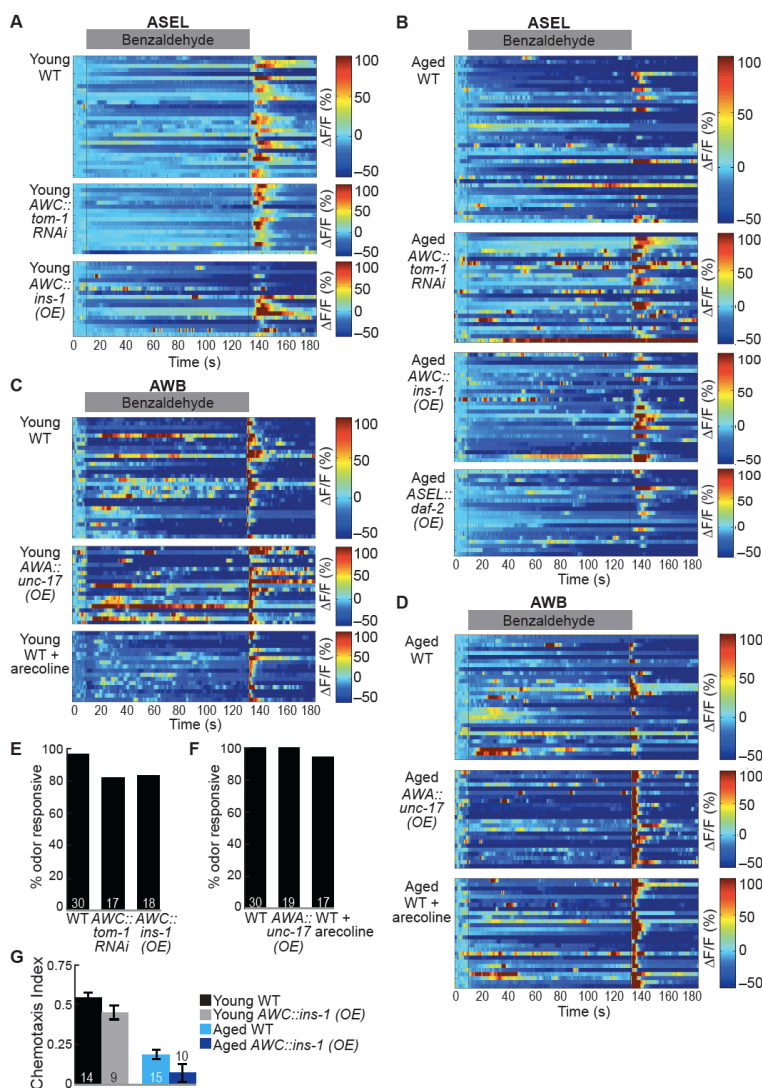 A
ASEL
Benzaldehyde
Young
WT
100
50
0
–50
ΔF/F (%)
Young
AWC::
tom-1
RNAi
100
50
0
–50
ΔF/F (%)
Young
AWC::
ins-1
(OE)
100
50
0
–50
ΔF/F (%)
0 20 40 60 80 100 120 140 160 180
Time (s)
B
ASEL
Benzaldehyde
Aged
WT
100
50
0
–50
ΔF/F (%)
Aged
AWC::
tom-1
RNAi
100
50
0
–50
ΔF/F (%)
Aged
AWC::
ins-1
(OE)
100
50
0
–50
ΔF/F (%)
Aged
ASEL::
daf-2
(OE)
100
50
0
–50
ΔF/F (%)
0 20 40 60 80 100 120 140 160 180
Time (s)
C
AWB
Benzaldehyde
Young
WT
100
50
0
–50
ΔF/F (%)
Young
AWA::
unc-17
(OE)
100
50
0
–50
ΔF/F (%)
Young
WT +
arecoline
100
50
0
–50
ΔF/F (%)
0 20 40 60 80 100 120 140 160 180
Time (s)
D
AWB
Benzaldehyde
Aged
WT
100
50
0
–50
ΔF/F (%)
Aged
AWA::
unc-17
(OE)
100
50
0
–50
ΔF/F (%)
Aged
WT +
arecoline
100
50
0
–50
ΔF/F (%)
0 20 40 60 80 100 120 140 160 180
Time (s)
E
% odor responsive
100
80
60
40
20
0
30 17 18
WT AWC:: AWC::
tom-1 ins-1
RNAi (OE)
F
% odor responsive
100
80
60
40
20
0
30 19 17
WT AWA:: WT +
unc-17 arecoline
(OE)
G
Chemotaxis Index
0.75
0.5
0.25
0
14 9 15 10
Young WT
Young AWC::ins-1 (OE)
Aged WT
Aged AWC::ins-1 (OE)